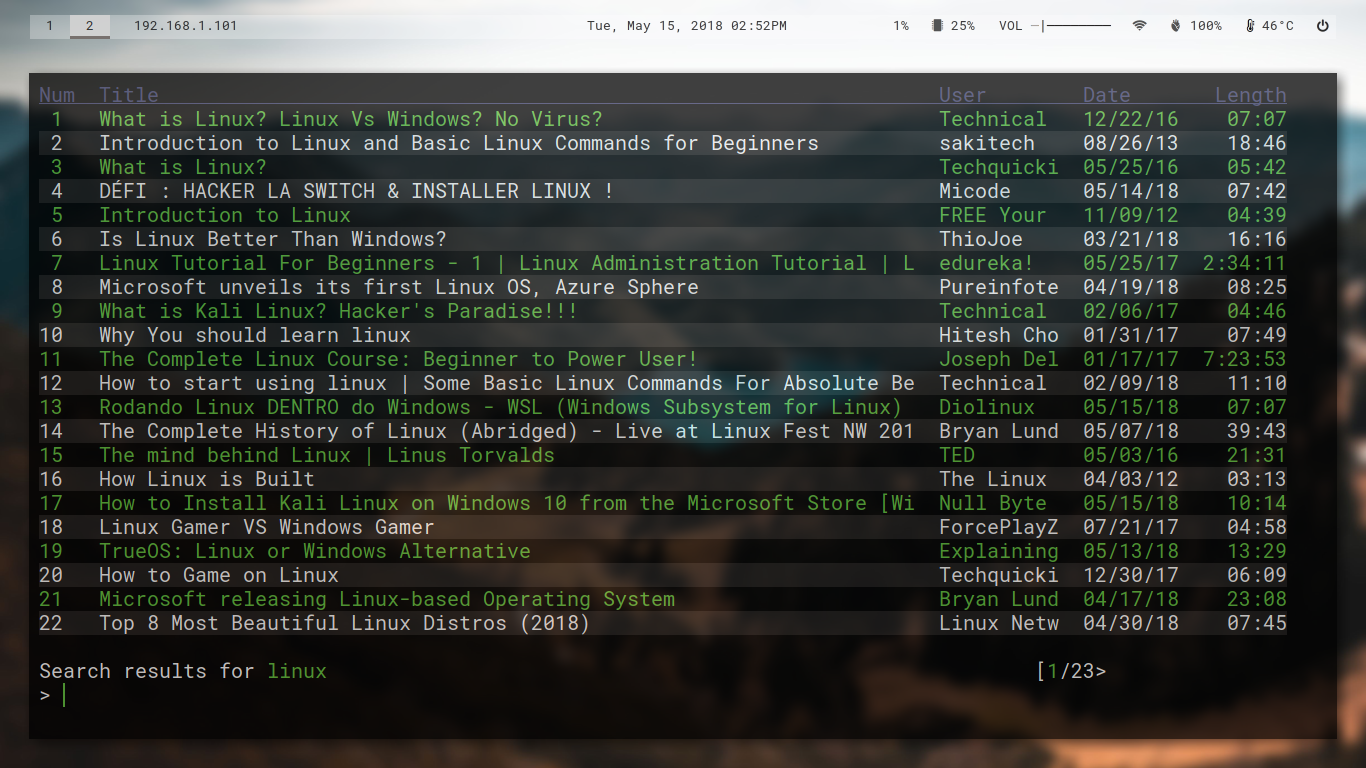 1 2 192.168.1.101 Tue, May 15, 2018 02:52PM 1% 25% VOL 100% 46°C
Num Title User Date Length
1 What is Linux? Linux Vs Windows? No Virus? Technical 12/22/16 07:07
2 Introduction to Linux and Basic Linux Commands for Beginners sakitech 08/26/13 18:46
3 What is Linux? Techquicki 05/25/16 05:42
4 DÉFI : HACKER LA SWITCH & INSTALLER LINUX ! Micode 05/14/18 07:42
5 Introduction to Linux FREE Your 11/09/12 04:39
6 Is Linux Better Than Windows? ThioJoe 03/21/18 16:16
7 Linux Tutorial For Beginners - 1 | Linux Administration Tutorial | L edureka! 05/25/17 2:34:11
8 Microsoft unveils its first Linux OS, Azure Sphere Pureinfote 04/19/18 08:25
9 What is Kali Linux? Hacker's Paradise!!! Technical 02/06/17 04:46
10 Why You should learn linux Hitesh Cho 01/31/17 07:49
11 The Complete Linux Course: Beginner to Power User! Joseph Del 01/17/17 7:23:53
12 How to start using linux | Some Basic Linux Commands For Absolute Be Technical 02/09/18 11:10
13 Rodando Linux DENTRO do Windows - WSL (Windows Subsystem for Linux) Diolinux 05/15/18 07:07
14 The Complete History of Linux (Abridged) - Live at Linux Fest NW 201 Bryan Lund 05/07/18 39:43
15 The mind behind Linux | Linus Torvalds TED 05/03/16 21:31
16 How Linux is Built The Linux 04/03/12 03:13
17 How to Install Kali Linux on Windows 10 from the Microsoft Store [Wi Null Byte 05/15/18 10:14
18 Linux Gamer VS Windows Gamer ForcePlayZ 07/21/17 04:58
19 TrueOS: Linux or Windows Alternative Explaining 05/13/18 13:29
20 How to Game on Linux Techquicki 12/30/17 06:09
21 Microsoft releasing Linux-based Operating System Bryan Lund 04/17/18 23:08
22 Top 8 Most Beautiful Linux Distros (2018) Linux Netw 04/30/18 07:45
Search results for linux [1/23>
>